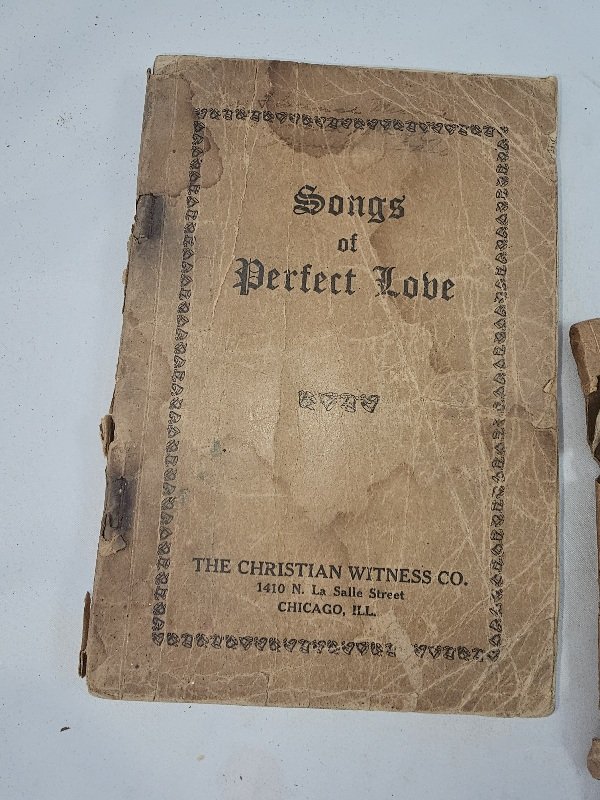 Songs
of
Perfect Love
THE CHRISTIAN WITNESS CO.
1410 N. La Salle Street
CHICAGO, ILL.